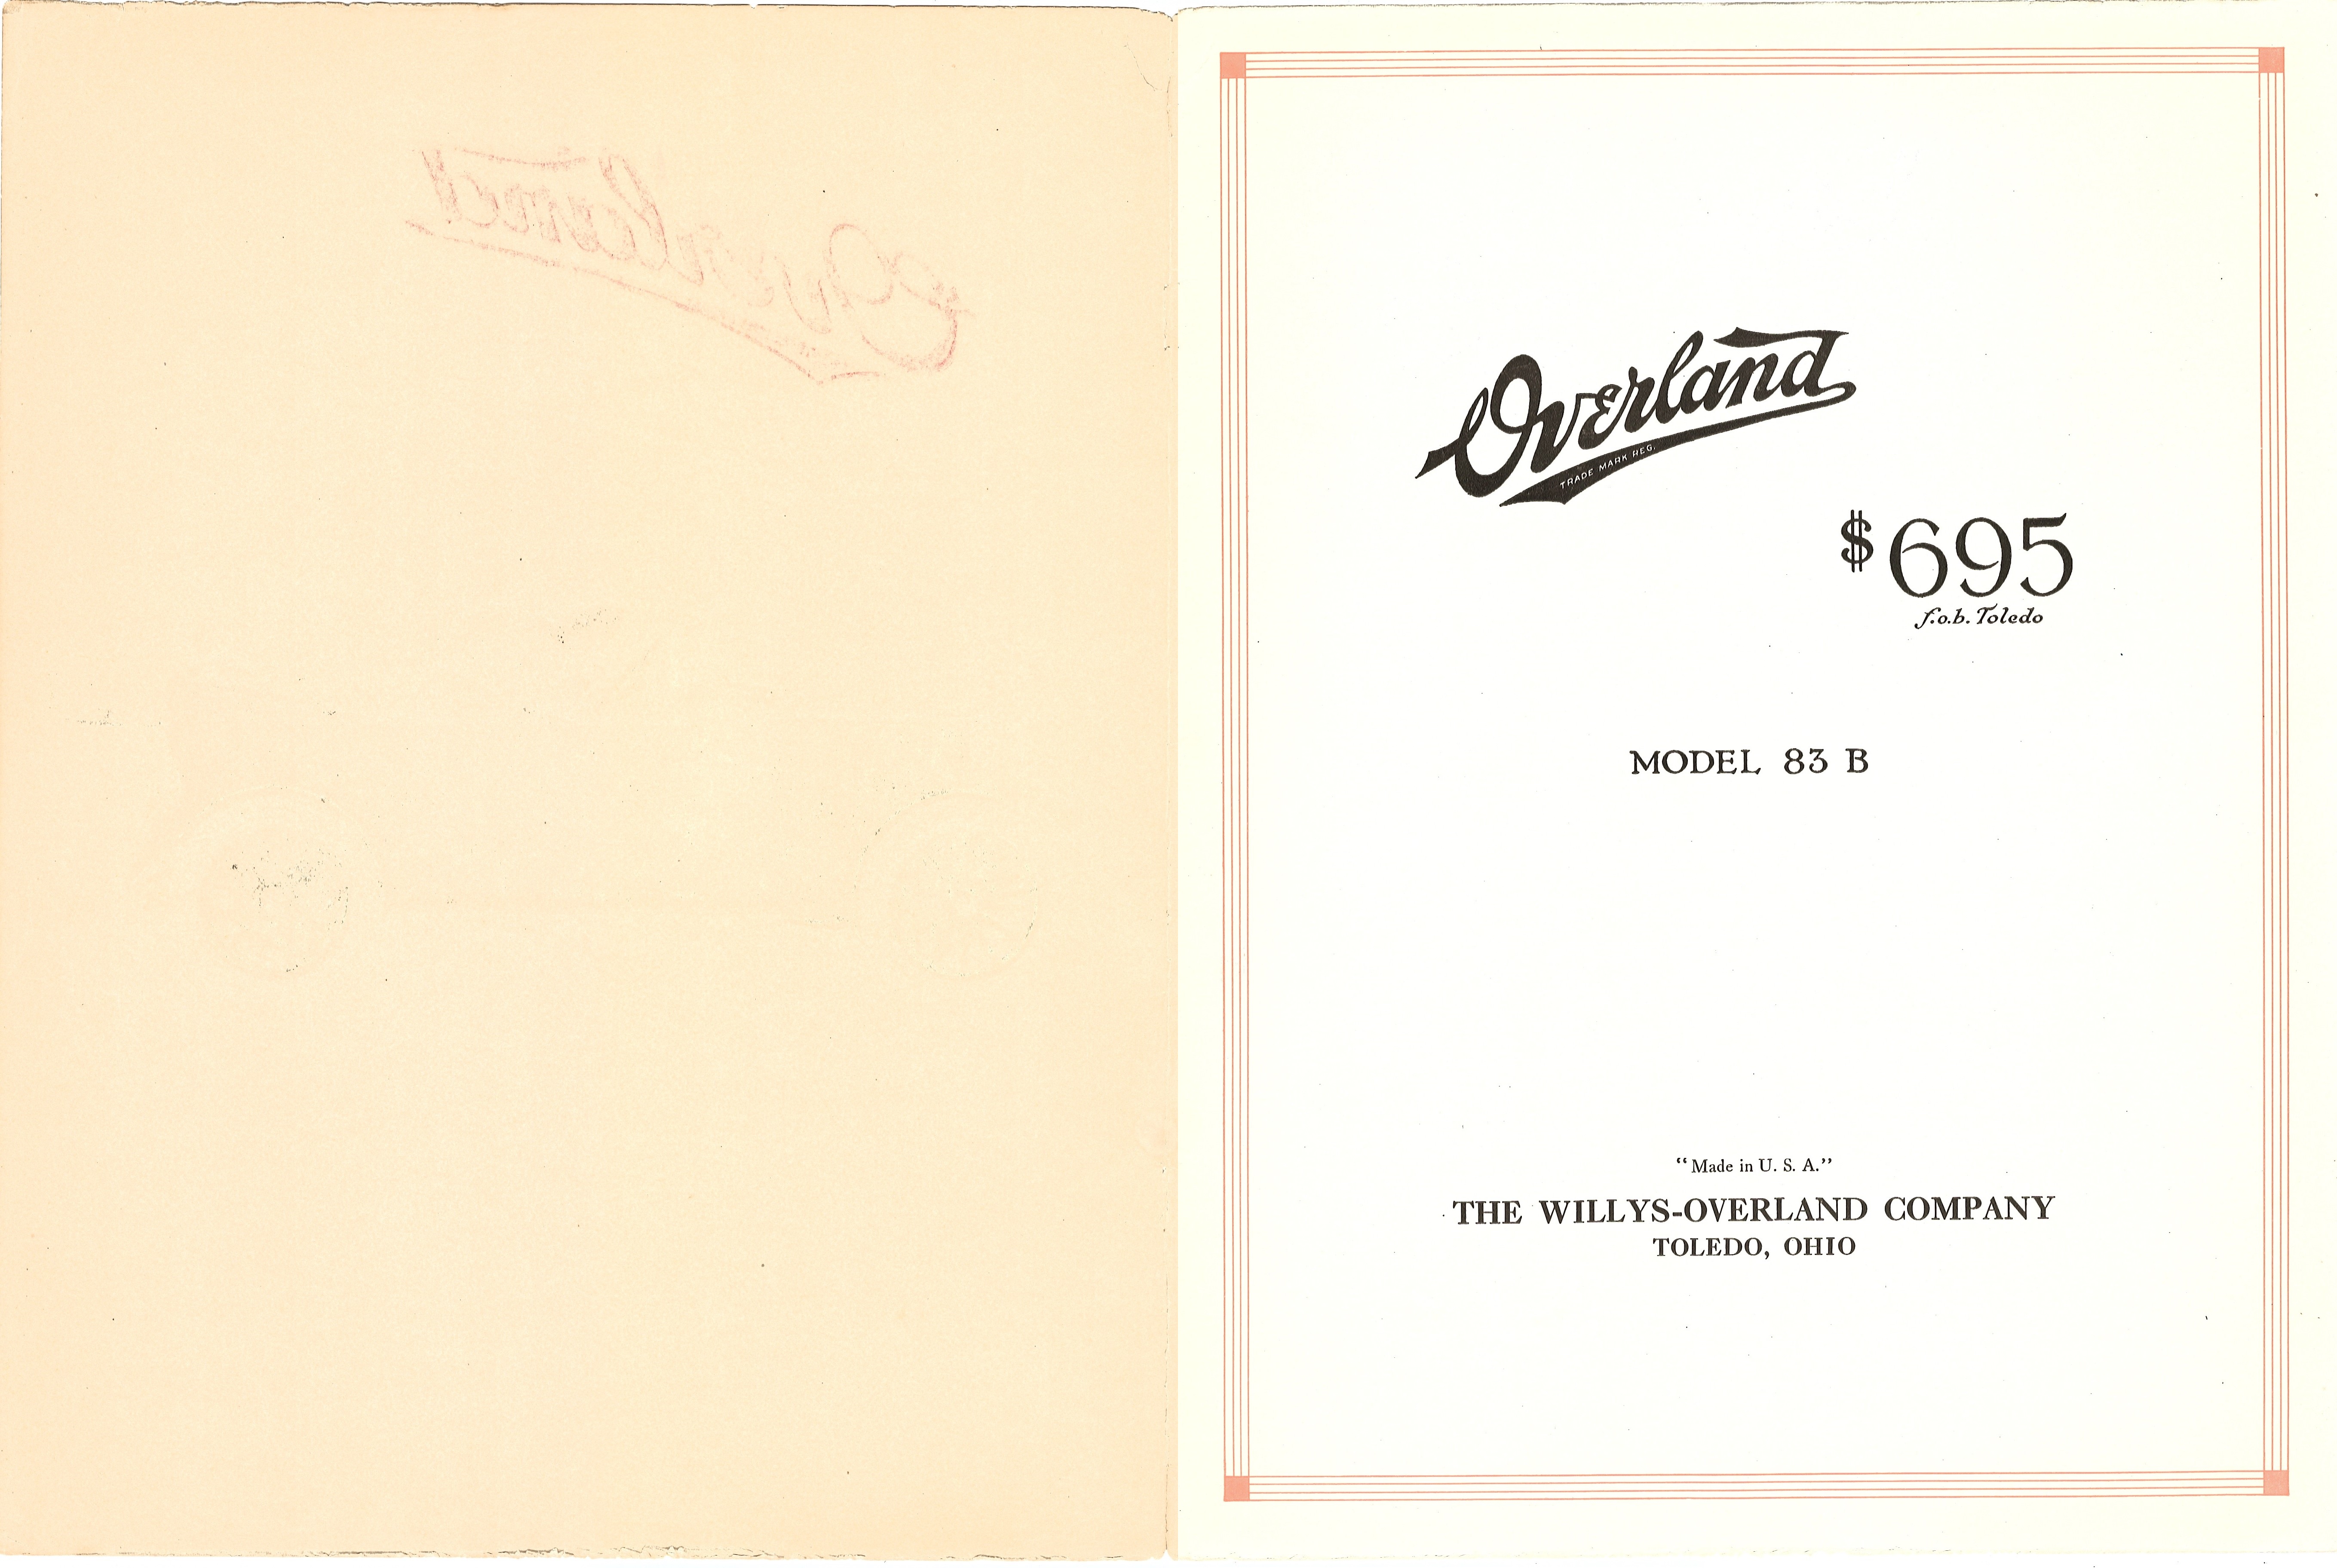 Overland
TRADE MARK REG.
$695
f.o.b. Toledo
MODEL 83 B
“Made in U. S. A.”
THE WILLYS-OVERLAND COMPANY
TOLEDO, OHIO